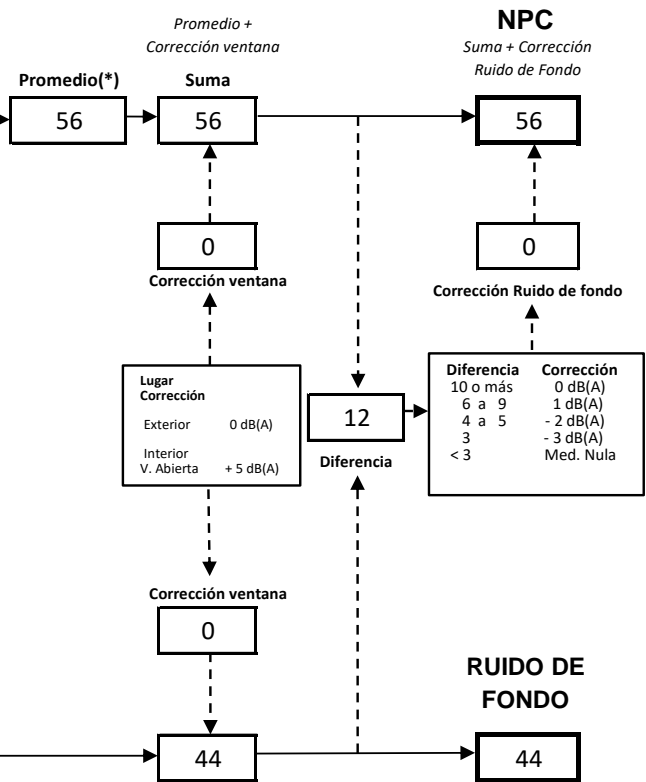 Promedio +
Corrección ventana
NPC
Suma + Corrección
Ruido de Fondo
Promedio(*)
Suma
56
56
56
0
Corrección ventana
0
Corrección Ruido de fondo
Lugar
Corrección
Exterior 0 dB(A)
Interior
V. Abierta + 5 dB(A)
12
Diferencia
Diferencia Corrección
10 o más 0 dB(A)
6 a 9 1 dB(A)
4 a 5 - 2 dB(A)
3 - 3 dB(A)
< 3 Med. Nula
Corrección ventana
0
RUIDO DE
FONDO
44
44